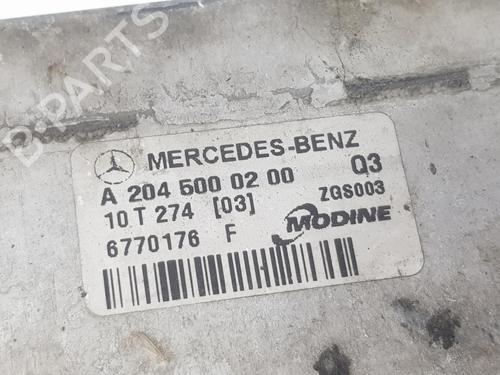 B-PARTS
MERCEDES-BENZ
A 204 500 02 00 Q3
10 T 274 [03] ZGS003
6770176 F MODINE